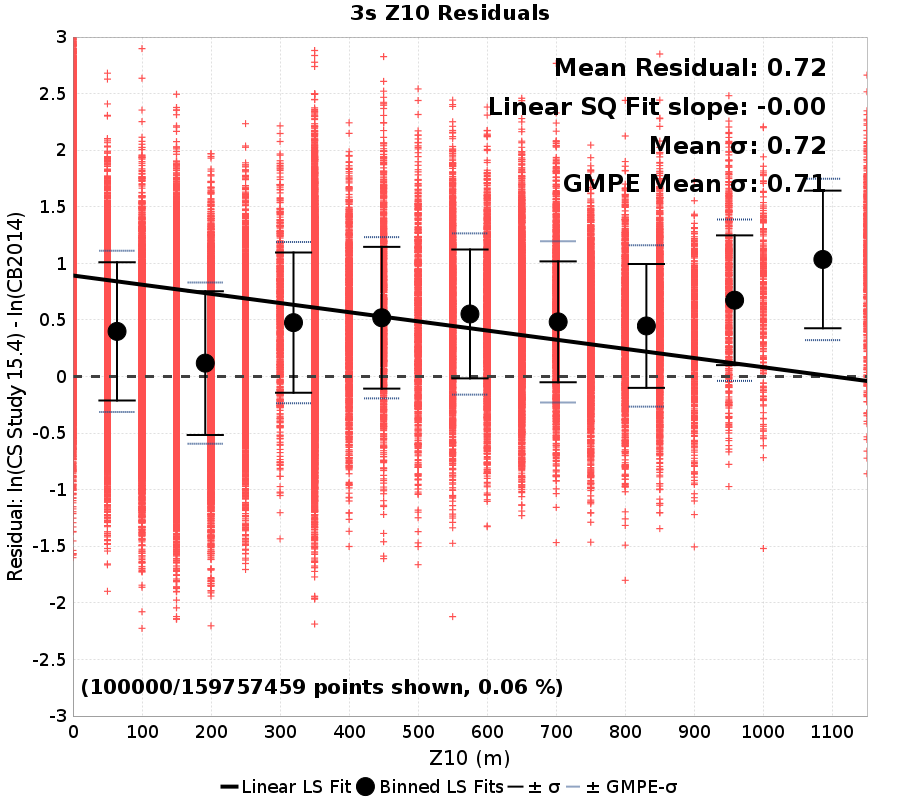 3s Z10 Residuals
Mean Residual: 0.72
Linear SQ Fit slope: -0.00
Mean σ: 0.72
GMPE Mean σ: 0.71
Residual: ln(CS Study 15.4) - ln(CB2014)
3
2.5
2
1.5
1
0.5
0
-0.5
-1
-1.5
-2
-2.5
-3
(100000/159757459 points shown, 0.06 %)
0 100 200 300 400 500 600 700 800 900 1000 1100
Z10 (m)
Linear LS Fit Binned LS Fits ± σ ± GMPE-σ